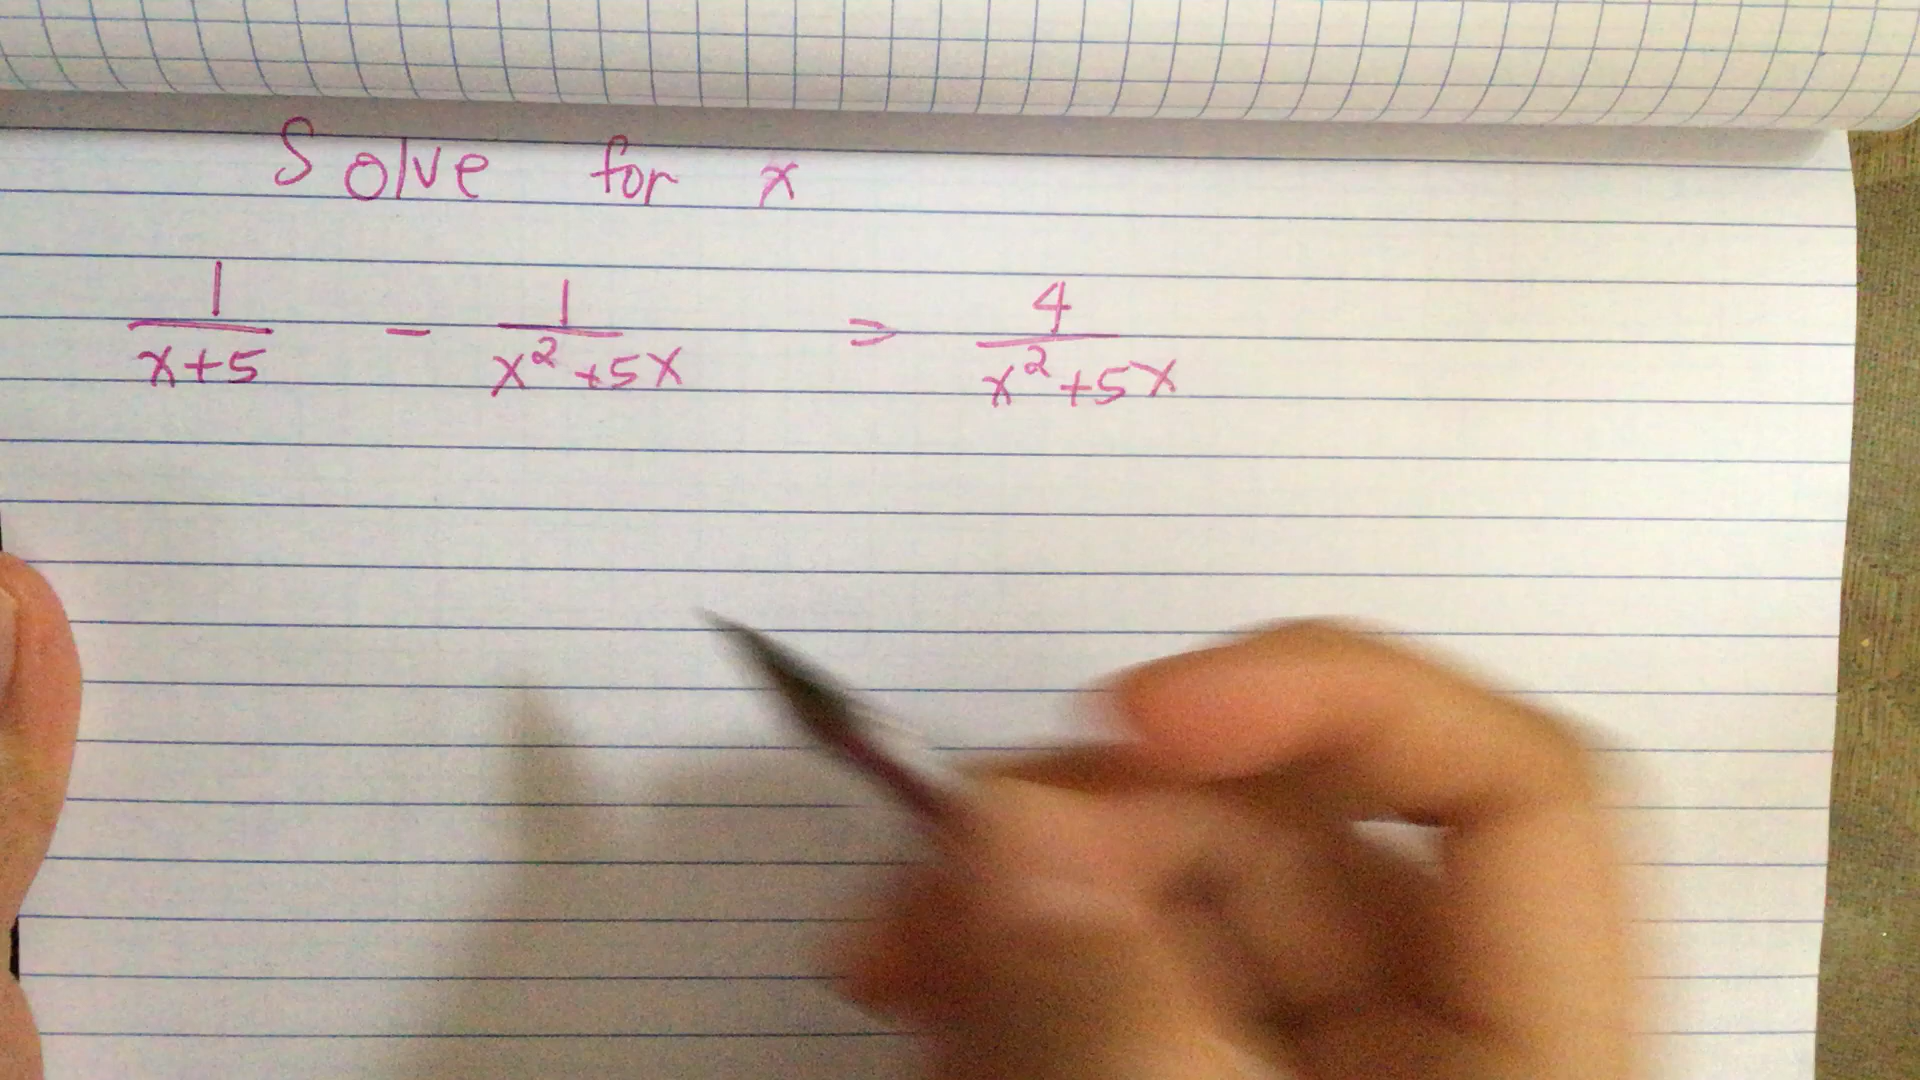 Solve for x
1/(x+5) - 1/(x²+5x) = 4/(x²+5x)